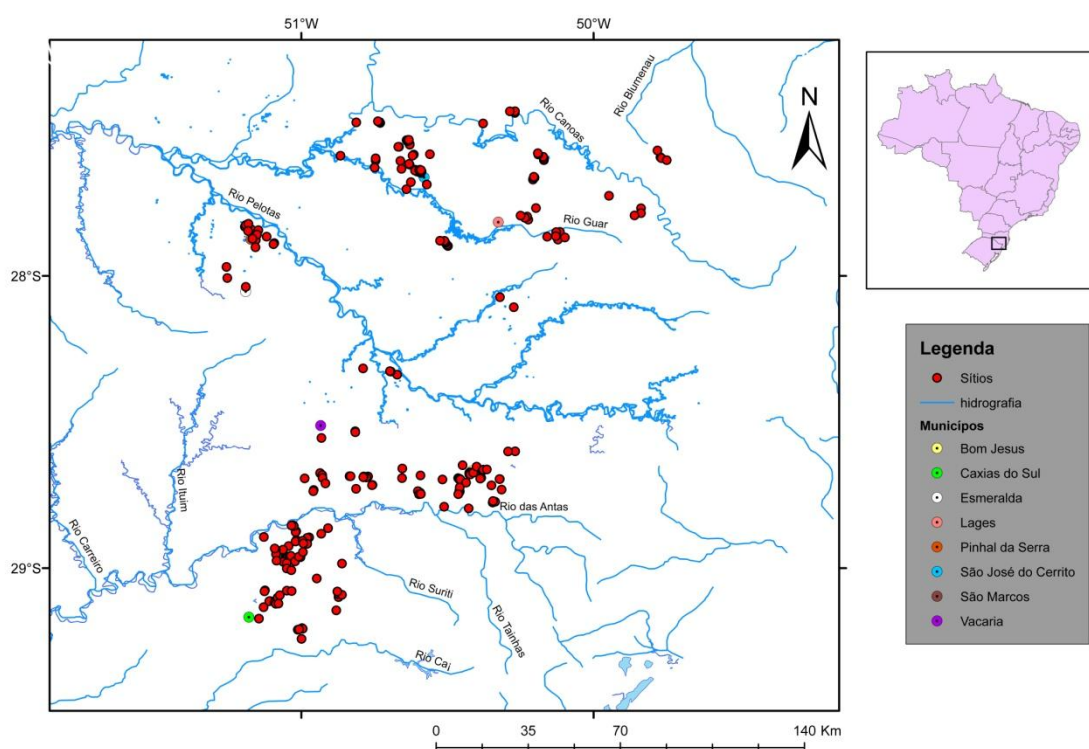 51°W
50°W
Rio Blumenau
Rio Canoas
N
Rio Pelotas
Rio Guar
28°S
Rio Ituim
Rio das Antas
Rio Carreiro
29°S
Rio Suriti
Rio Tainhas
Rio Caí
0 35 70 140 Km
Legenda
Sítios
hidrografia
Municípos
Bom Jesus
Caxias do Sul
Esmeralda
Lages
Pinhal da Serra
São José do Cerrito
São Marcos
Vacaria